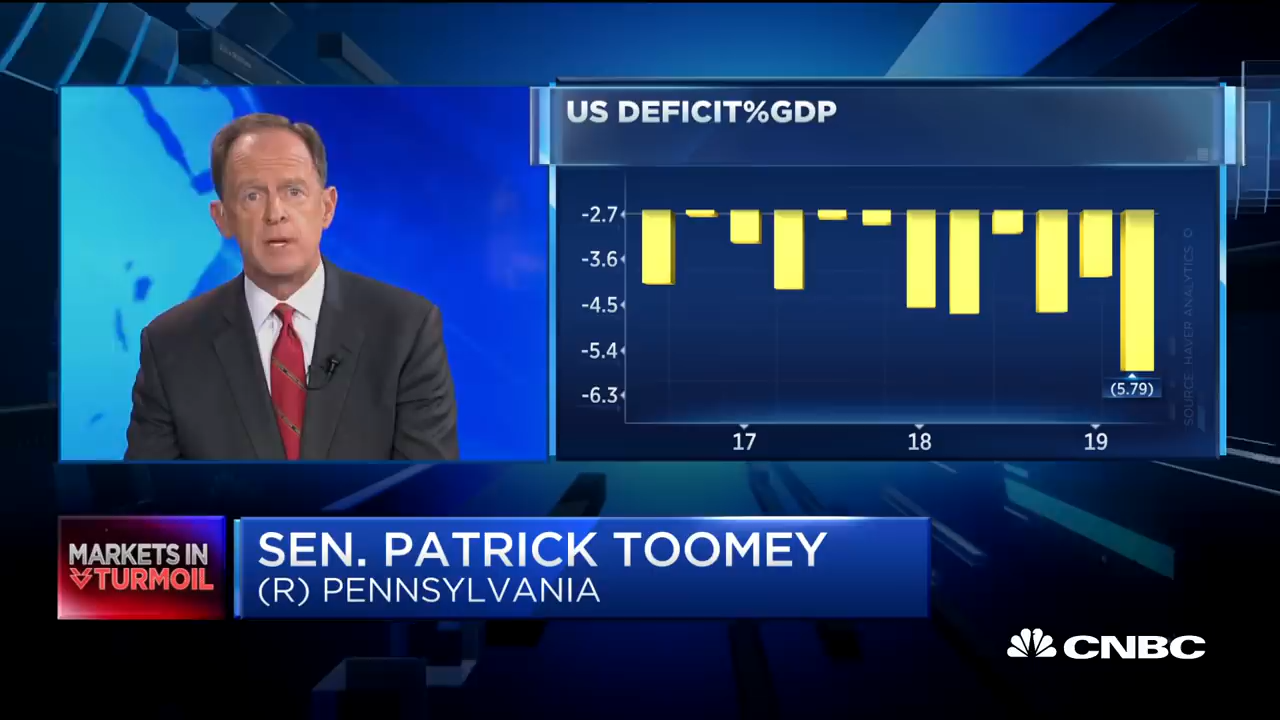 US DEFICIT%GDP
-2.7
-3.6
-4.5
-5.4
-6.3
(5.79)
17
18
19
SOURCE: HAVER ANALYTICS
MARKETS IN
TURMOIL
SEN. PATRICK TOOMEY
(R) PENNSYLVANIA
CNBC